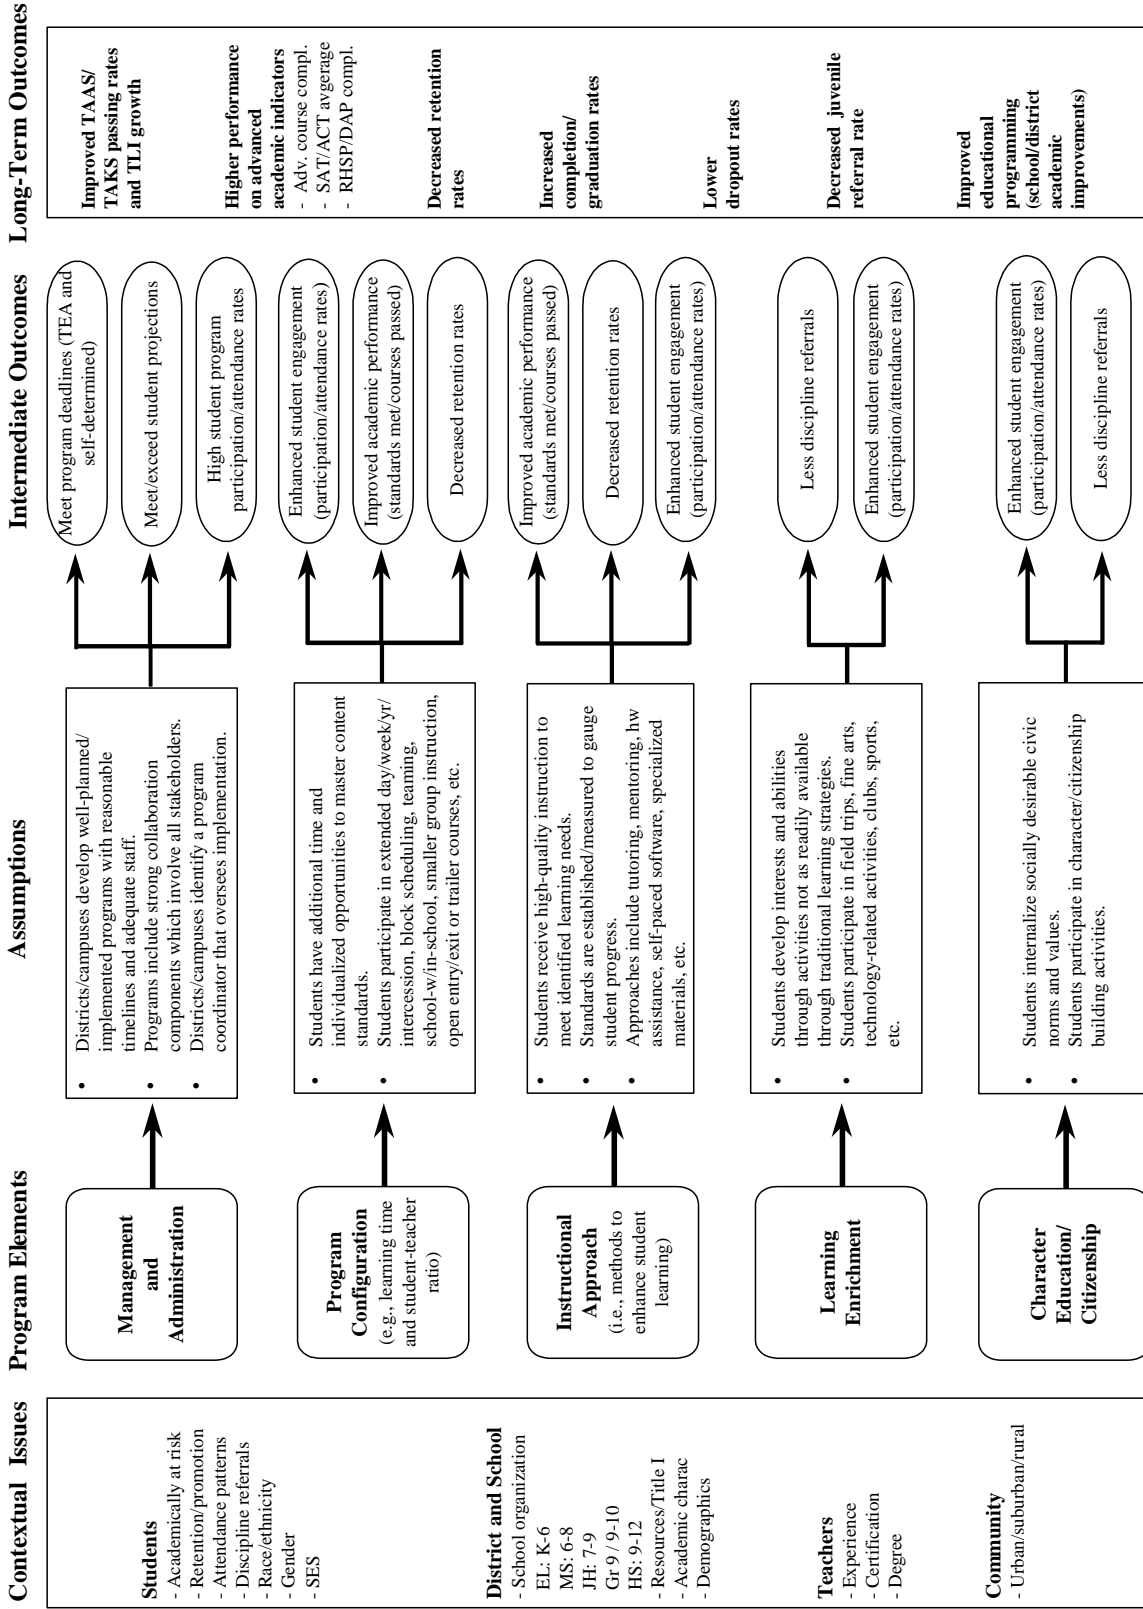 Contextual Issues
Students
- Academically at risk
- Retention/promotion
- Attendance patterns
- Discipline referrals
- Race/ethnicity
- Gender
- SES
District and School
- School organization
EL: K-6
MS: 6-8
JH: 7-9
Gr 9 / 9-10
HS: 9-12
- Resources/Title I
- Academic charac
- Demographics
Teachers
- Experience
- Certification
- Degree
Community
- Urban/suburban/rural
Program Elements
Management
and
Administration
Program
Configuration
(e.g., learning time
and student-teacher
ratio)
Instructional
Approach
(i.e., methods to
enhance student
learning)
Learning
Enrichment
Character
Education/
Citizenship
Assumptions
• Districts/campuses develop well-planned/
implemented programs with reasonable
timelines and adequate staff.
• Programs include strong collaboration
components which involve all stakeholders.
• Districts/campuses identify a program
coordinator that oversees implementation.
• Students have additional time and
individualized opportunities to master content
standards.
• Students participate in extended day/week/yr/
intercession, block scheduling, teaming,
school-w/in-school, smaller group instruction,
open entry/exit or trailer courses, etc.
• Students receive high-quality instruction to
meet identified learning needs.
• Standards are established/measured to gauge
student progress.
• Approaches include tutoring, mentoring, hw
assistance, self-paced software, specialized
materials, etc.
• Students develop interests and abilities
through activities not as readily available
through traditional learning strategies.
• Students participate in field trips, fine arts,
technology-related activities, clubs, sports,
etc.
• Students internalize socially desirable civic
norms and values.
• Students participate in character/citizenship
building activities.
Intermediate Outcomes
Meet program deadlines (TEA and
self-determined)
Meet/exceed student projections
High student program
participation/attendance rates
Enhanced student engagement
(participation/attendance rates)
Improved academic performance
(standards met/courses passed)
Decreased retention rates
Improved academic performance
(standards met/courses passed)
Decreased retention rates
Enhanced student engagement
(participation/attendance rates)
Less discipline referrals
Enhanced student engagement
(participation/attendance rates)
Enhanced student engagement
(participation/attendance rates)
Less discipline referrals
Long-Term Outcomes
Improved TAAS/
TAKS passing rates
and TLI growth
Higher performance
on advanced
academic indicators
- Adv. course compl.
- SAT/ACT avgerage
- RHSP/DAP compl.
Decreased retention
rates
Increased
completion/
graduation rates
Lower
dropout rates
Decreased juvenile
referral rate
Improved
educational
programming
(school/district
academic
improvements)